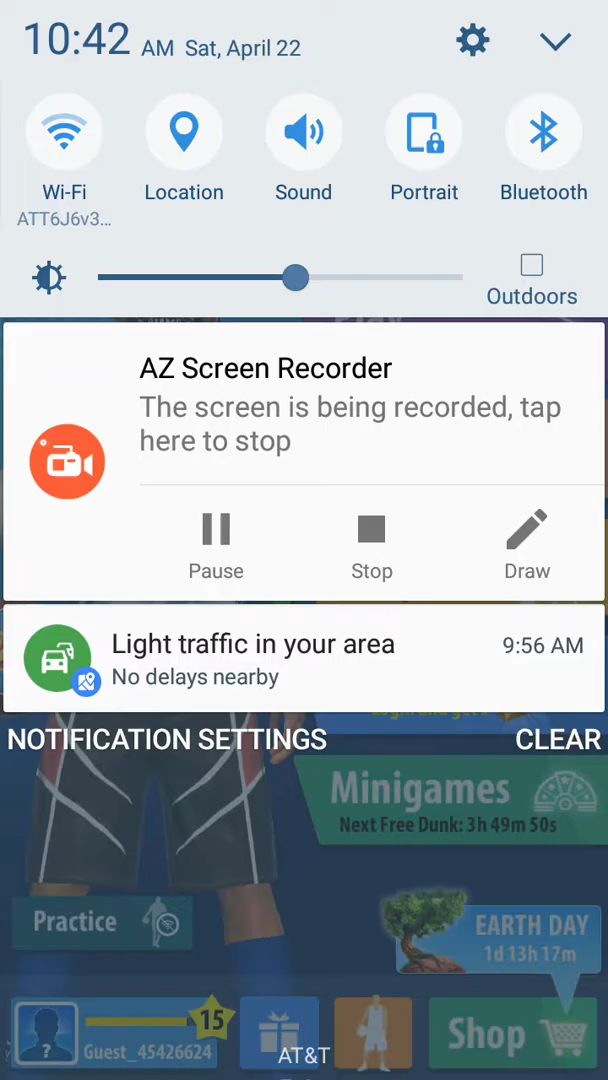 10:42 AM Sat, April 22
Wi-Fi
Location
Sound
Portrait
Bluetooth
ATT6J6v3...
Outdoors
AZ Screen Recorder
The screen is being recorded, tap
here to stop
Pause
Stop
Draw
Light traffic in your area
9:56 AM
No delays nearby
NOTIFICATION SETTINGS
CLEAR
Minigames
Next Free Dunk: 3h 49m 50s
Practice
EARTH DAY
1d 13h 17m
15
Guest_45426624
?
AT&T
Shop